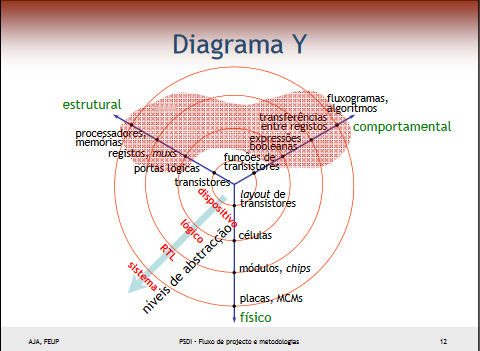 Diagrama Y
estrutural
fluxogramas,
algoritmos
comportamental
transferências
entre registos
processadores,
memórias
expressões
booleanas
registos, muxs
portas lógicas
funções de
transistores
transistores
dispositivo
layout de
transistores
lógico
células
RTL
módulos, chips
sistema
níveis de abstracção
placas, MCMs
físico
AJA, FEUP
PSDI - Fluxo de projecto e metodologias
12